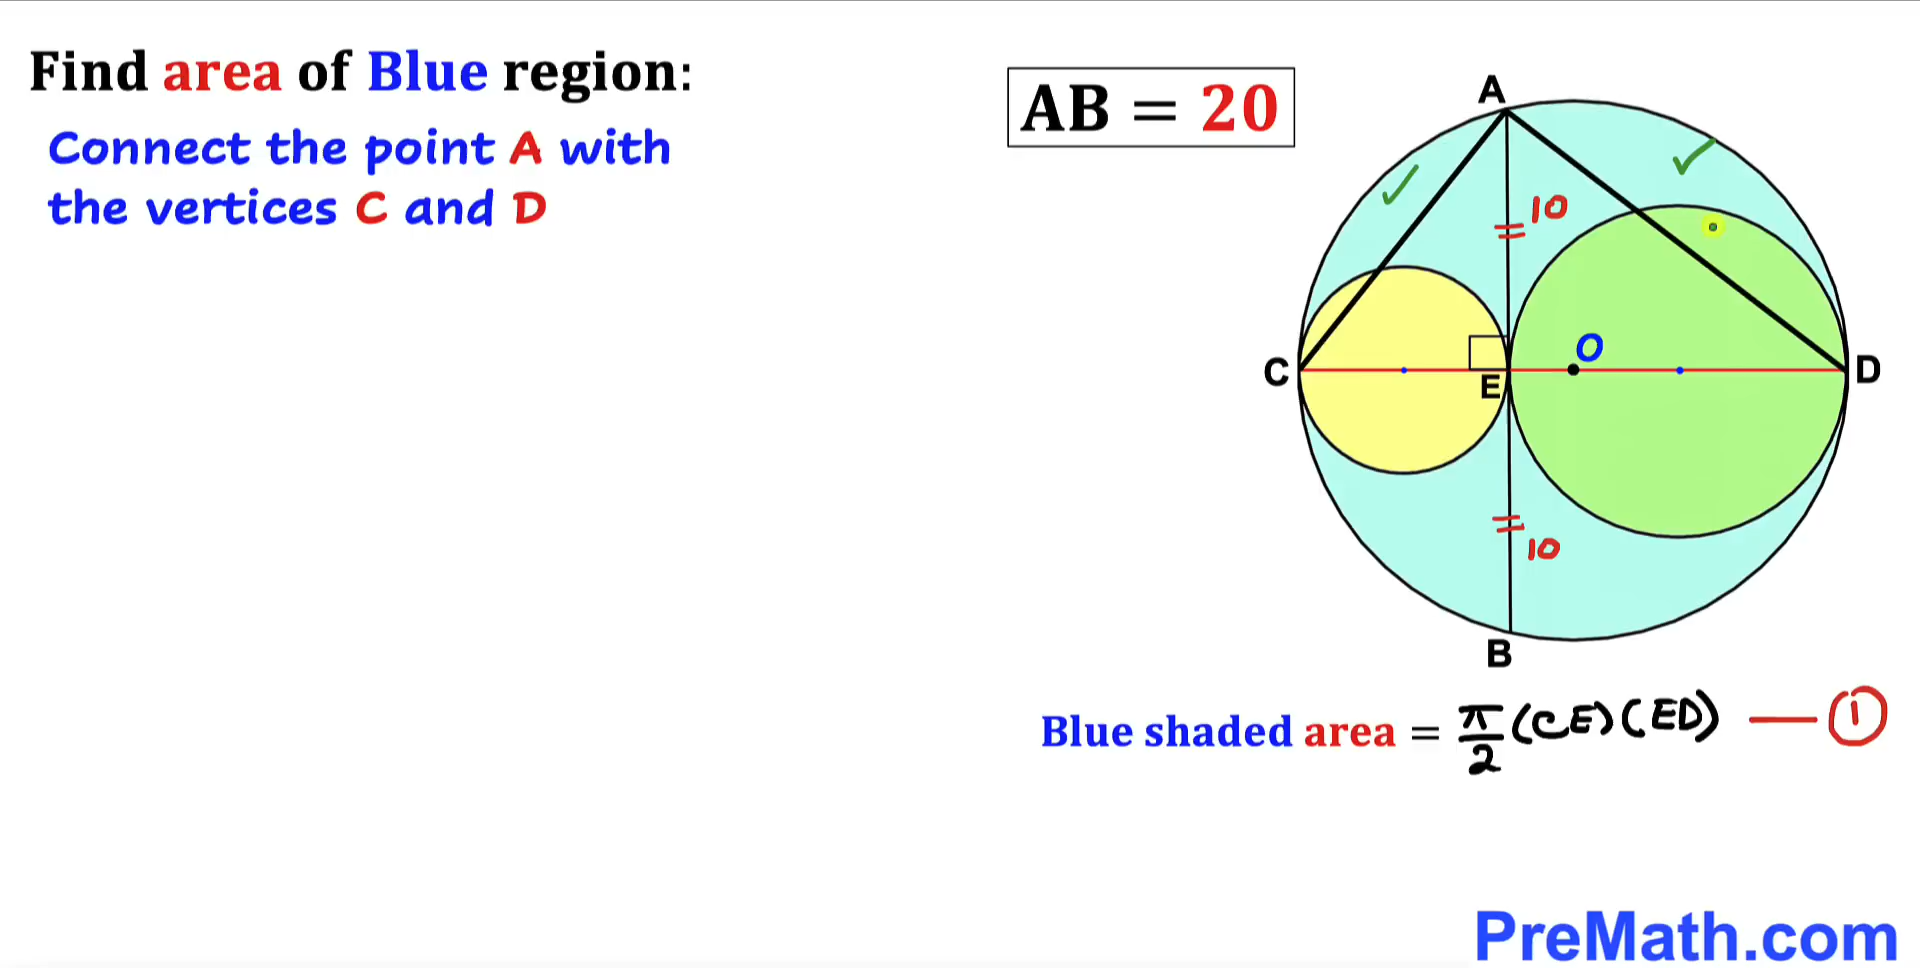 Find area of Blue region:
Connect the point A with
the vertices C and D
AB = 20
A
10
O
C
E
D
10
B
Blue shaded area = π/2 (CE)(ED) — ①
PreMath.com